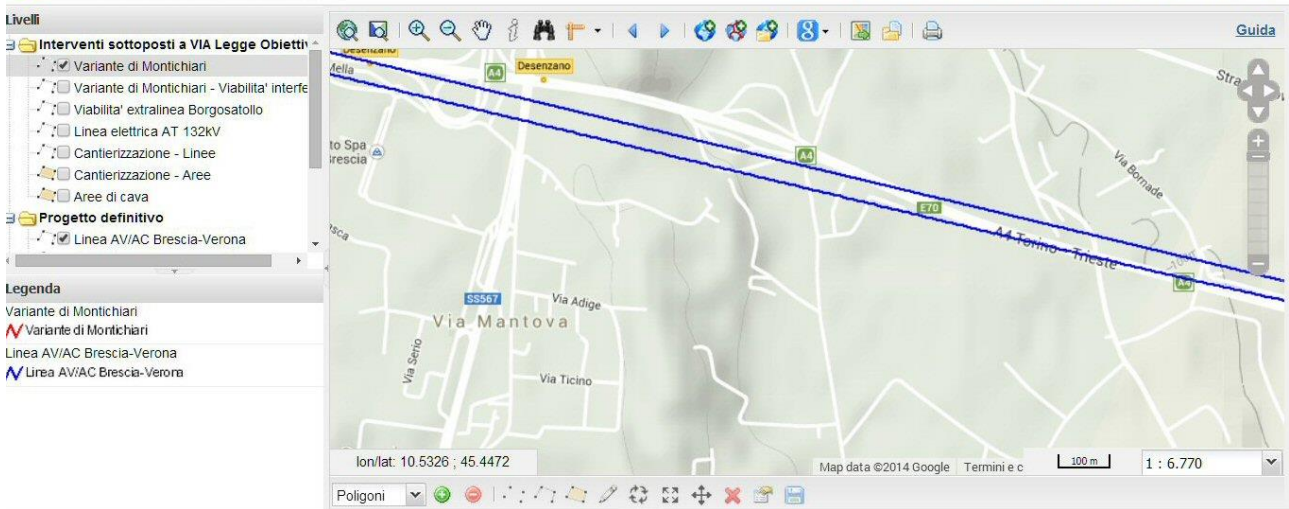 Livelli
Interventi sottoposti a VIA Legge Obietti
Variante di Montichiari
Variante di Montichiari - Viabilita' interfe
Viabilita' extralinea Borgosatollo
Linea elettrica AT 132kV
Cantierizzazione - Linee
Cantierizzazione - Aree
Aree di cava
Progetto definitivo
Linea AV/AC Brescia-Verona
Legenda
Variante di Montichiari
Variante di Montichiari
Linea AV/AC Brescia-Verona
Linea AV/AC Brescia-Verona
Guida
Desenzano
Mella
A4
Desenzano
Stra
to Spa
Brescia
A4
Via Bornade
E70
A4 Torino - Trieste
A4
SS567
Via Adige
Via Mantova
Via Serio
Via Ticino
lon/lat: 10.5326 ; 45.4472
Map data ©2014 Google
Termini e c
100 m
1 : 6.770
Poligoni